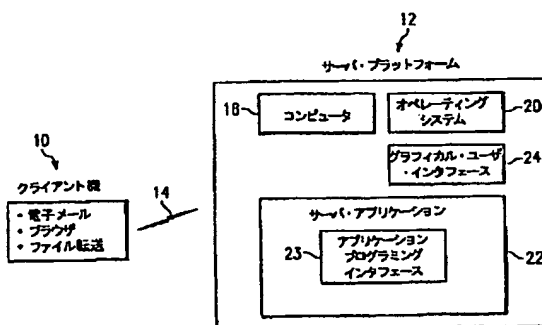 12
サーバ・プラットフォーム
18
コンピュータ
オペレーティング
システム
20
10
グラフィカル・ユーザ
・インタフェース
24
クライアント機
• 電子メール
• ブラウザ
• ファイル転送
14
サーバ・アプリケーション
23
アプリケーション
プログラミング
インタフェース
22